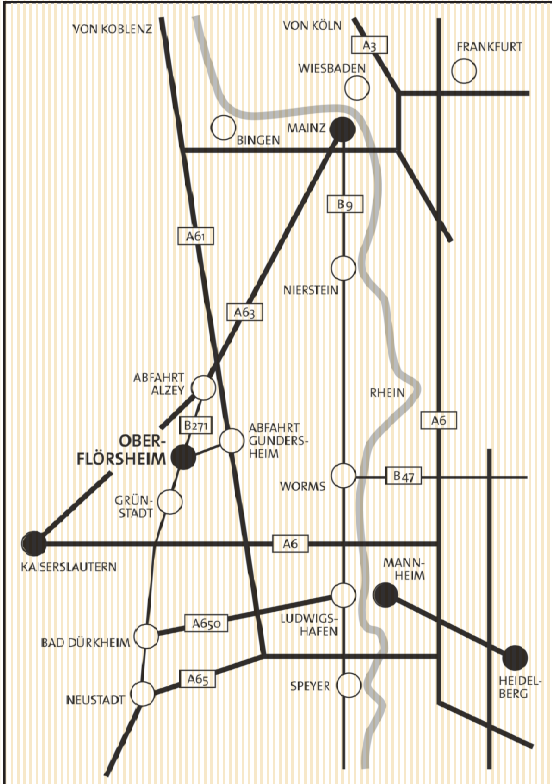 VON KOBLENZ
VON KÖLN
A3
FRANKFURT
WIESBADEN
MAINZ
BINGEN
B9
A61
NIERSTEIN
A63
ABFAHRT
ALZEY
RHEIN
B271
A6
OBER-
FLÖRSHEIM
ABFAHRT
GUNDERS-
HEIM
WORMS
B47
GRÜN-
STADT
A6
KAISERSLAUTERN
MANN-
HEIM
A650
LUDWIGS-
HAFEN
BAD DÜRKHEIM
A65
NEUSTADT
SPEYER
HEIDEL-
BERG